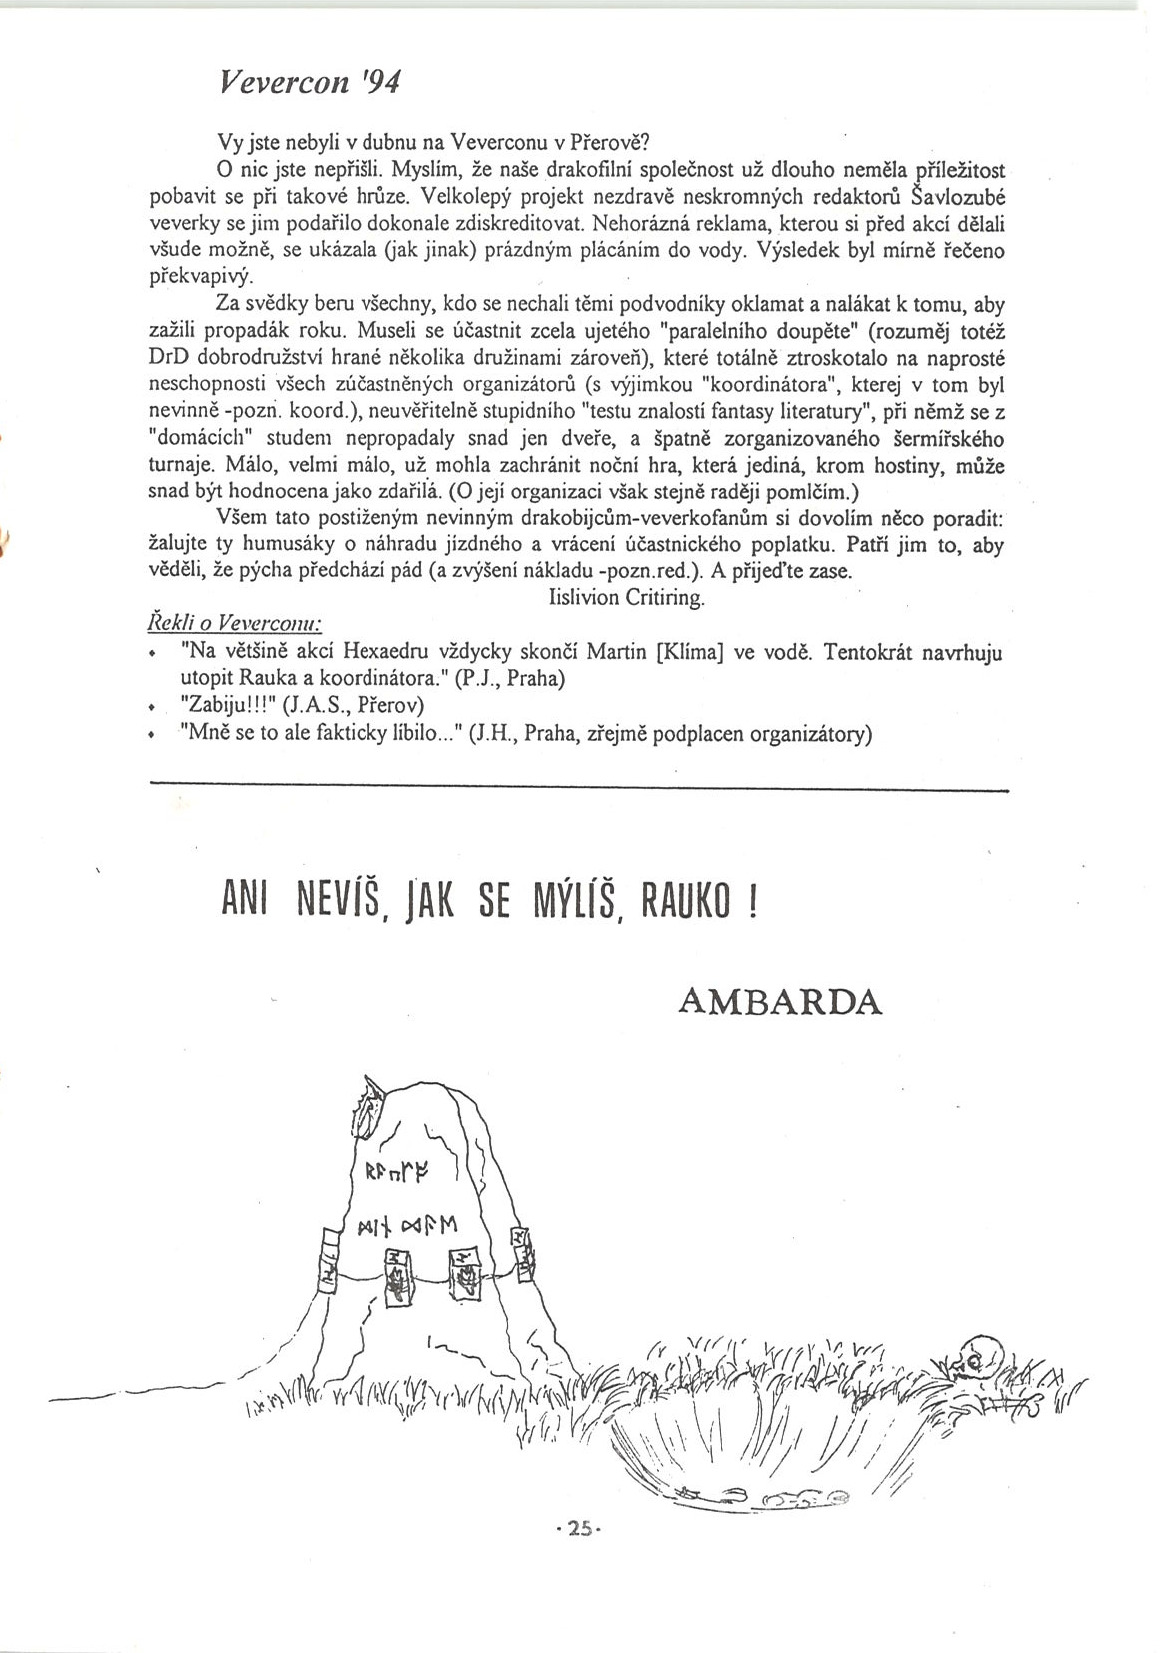 Vevercon '94
Vy jste nebyli v dubnu na Veverconu v Přerově?
O nic jste nepřišli. Myslím, že naše drakofilní společnost už dlouho neměla příležitost
pobavit se při takové hrůze. Velkolepý projekt nezdravě neskromných redaktorů Šavlozubé
veverky se jim podařilo dokonale zdiskreditovat. Nehorázná reklama, kterou si před akcí dělali
všude možně, se ukázala (jak jinak) prázdným plácáním do vody. Výsledek byl mírně řečeno
překvapivý.
Za svědky beru všechny, kdo se nechali těmi podvodníky oklamat a nalákat k tomu, aby
zažili propadák roku. Museli se účastnit zcela ujetého "paralelního doupěte" (rozuměj totéž
DrD dobrodružství hrané několika družinami zároveň), které totálně ztroskotalo na naprosté
neschopnosti všech zúčastněných organizátorů (s výjimkou "koordinátora", kterej v tom byl
nevinně -pozn. koord.), neuvěřitelně stupidního "testu znalostí fantasy literatury", při němž se z
"domácích" studem nepropadaly snad jen dveře, a špatně zorganizovaného šermířského
turnaje. Málo, velmi málo, už mohla zachránit noční hra, která jediná, krom hostiny, může
snad být hodnocena jako zdařilá. (O její organizaci však stejně raději pomlčím.)
Všem tato postiženým nevinným drakobijcům-veverkofanům si dovolím něco poradit:
žalujte ty humusáky o náhradu jízdného a vrácení účastnického poplatku. Patří jim to, aby
věděli, že pýcha předchází pád (a zvýšení nákladu -pozn.red.). A přijeďte zase.
Iislivion Critiring.
Řekli o Veverconu:
• "Na většině akcí Hexaedru vždycky skončí Martin [Klíma] ve vodě. Tentokrát navrhuju
utopit Rauka a koordinátora." (P.J., Praha)
• "Zabiju!!!" (J.A.S., Přerov)
• "Mně se to ale fakticky líbilo..." (J.H., Praha, zřejmě podplacen organizátory)
ANI NEVÍŠ, JAK SE MÝLÍŠ, RAUKO !
AMBARDA
·25·